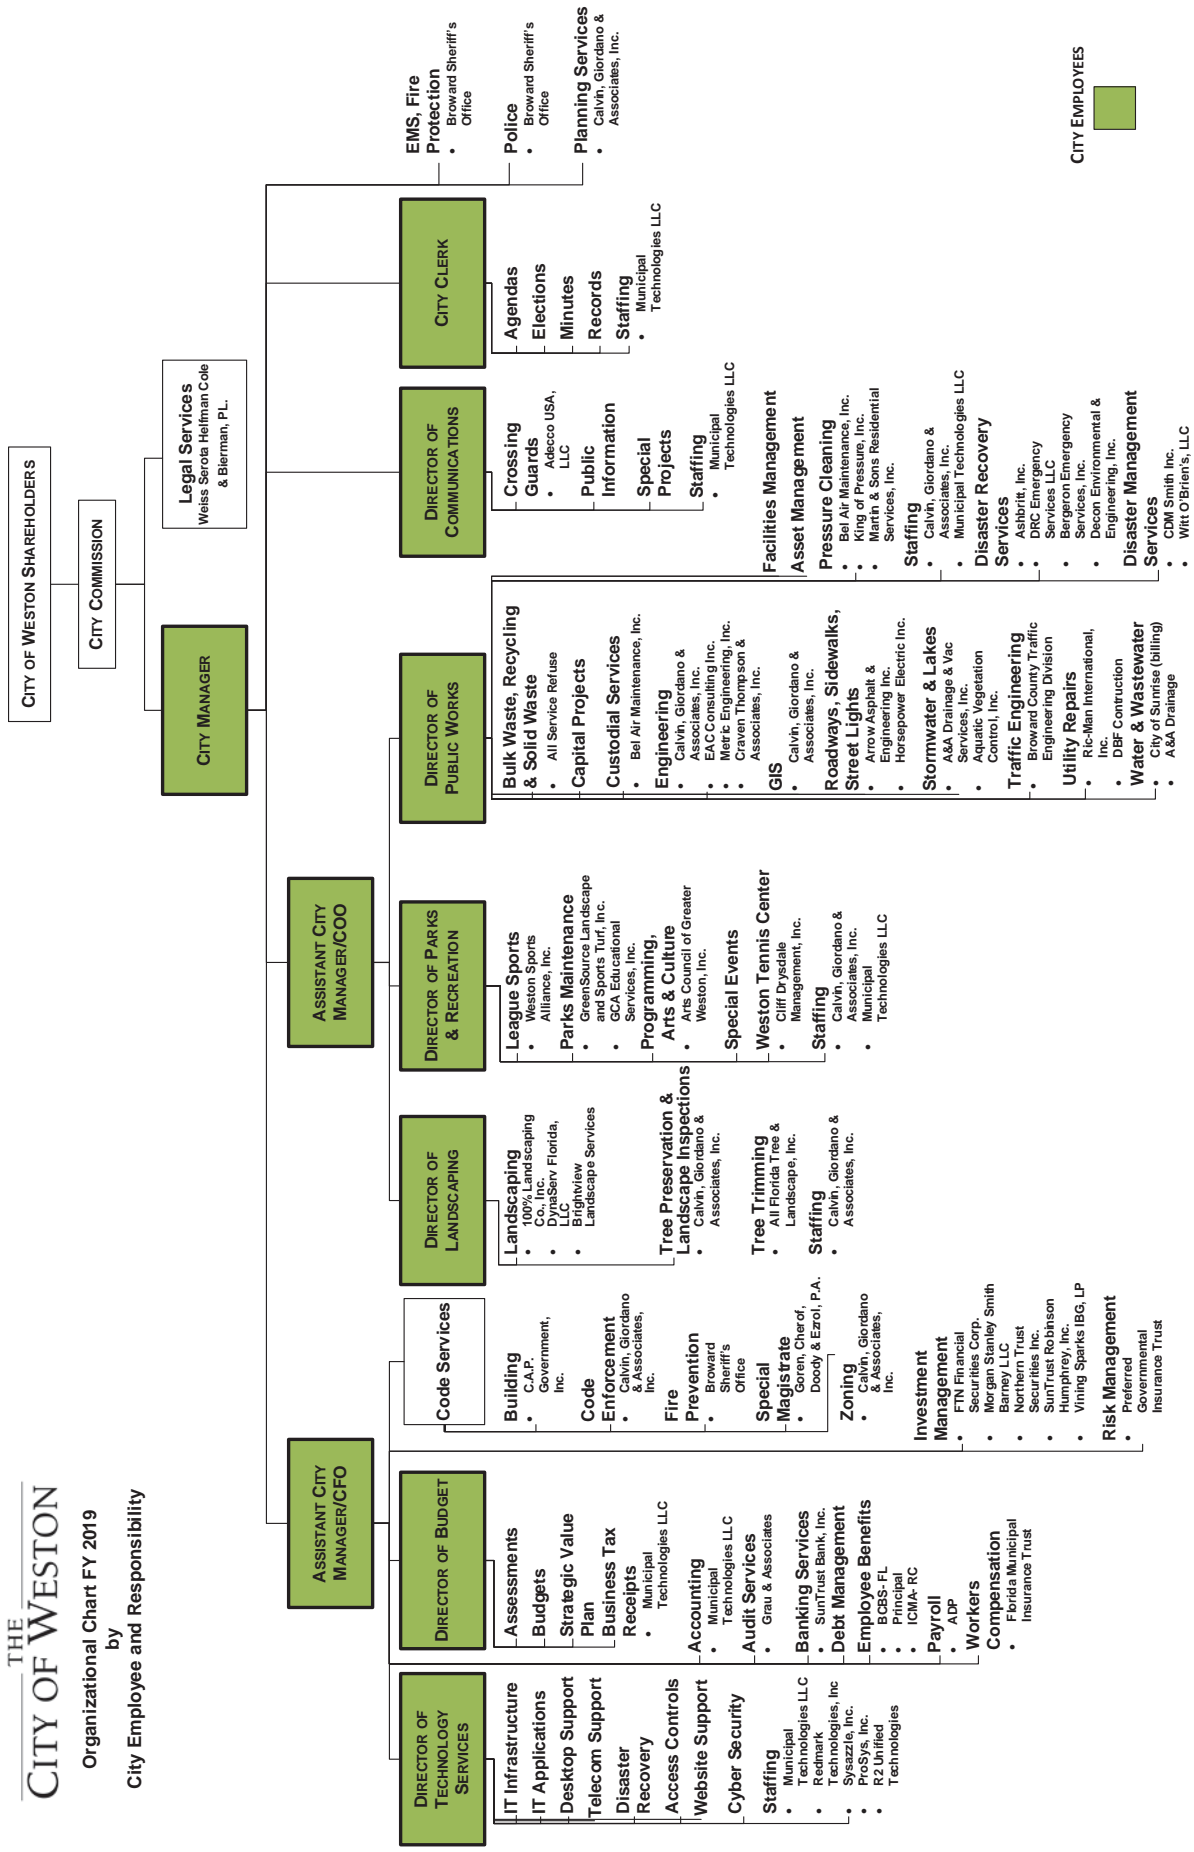 THE
CITY OF WESTON
Organizational Chart FY 2019
by
City Employee and Responsibility
CITY OF WESTON SHAREHOLDERS
CITY COMMISSION
Legal Services
Weiss Serota Helfman Cole
& Bierman, PL.
CITY MANAGER
ASSISTANT CITY
MANAGER/CFO
ASSISTANT CITY
MANAGER/COO
DIRECTOR OF
TECHNOLOGY
SERVICES
IT Infrastructure
IT Applications
Desktop Support
Telecom Support
Disaster
Recovery
Access Controls
Website Support
Cyber Security
Staffing
• Municipal
Technologies LLC
• Redmark
Technologies, Inc
• Sysazzle, Inc.
• ProSys, Inc.
• R2 Unified
Technologies
DIRECTOR OF BUDGET
Assessments
Budgets
Strategic Value
Plan
Business Tax
Receipts
• Municipal
Technologies LLC
Accounting
• Municipal
Technologies LLC
Audit Services
• Grau & Associates
Banking Services
• SunTrust Bank, Inc.
Debt Management
Employee Benefits
• BCBS- FL
• Principal
• ICMA- RC
Payroll
• ADP
Workers
Compensation
• Florida Municipal
Insurance Trust
Code Services
Building
• C.A.P.
Government,
Inc.
Code
Enforcement
• Calvin, Giordano
& Associates,
Inc.
Fire
Prevention
• Broward
Sheriff's
Office
Special
Magistrate
• Goren, Cherof,
Doody & Ezrol, P.A.
Zoning
• Calvin, Giordano
& Associates,
Inc.
Investment
Management
• FTN Financial
Securities Corp.
• Morgan Stanley Smith
Barney LLC
• Northern Trust
Securities Inc.
• SunTrust Robinson
Humphrey, Inc.
• Vining Sparks IBG, LP
Risk Management
• Preferred
Governmental
Insurance Trust
DIRECTOR OF
LANDSCAPING
Landscaping
• 100% Landscaping
Co., Inc.
• DynaServ Florida,
LLC
• Brightview
Landscape Services
Tree Preservation &
Landscape Inspections
• Calvin, Giordano &
Associates, Inc.
Tree Trimming
• All Florida Tree &
Landscape, Inc.
Staffing
• Calvin, Giordano &
Associates, Inc.
DIRECTOR OF PARKS
& RECREATION
League Sports
• Weston Sports
Alliance, Inc.
Parks Maintenance
• GreenSource Landscape
and Sports Turf, Inc.
• GCA Educational
Services, Inc.
Programming,
Arts & Culture
• Arts Council of Greater
Weston, Inc.
Special Events
Weston Tennis Center
• Cliff Drysdale
Management, Inc.
Staffing
• Calvin, Giordano &
Associates, Inc.
• Municipal
Technologies LLC
DIRECTOR OF
PUBLIC WORKS
Bulk Waste, Recycling
& Solid Waste
• All Service Refuse
Capital Projects
Custodial Services
• Bel Air Maintenance, Inc.
Engineering
• Calvin, Giordano &
Associates, Inc.
• EAC Consulting Inc.
• Metric Engineering, Inc.
• Craven Thompson &
Associates, Inc.
GIS
• Calvin, Giordano &
Associates, Inc.
Roadways, Sidewalks,
Street Lights
• Arrow Asphalt &
Engineering Inc.
• Horsepower Electric Inc.
Stormwater & Lakes
• A&A Drainage & Vac
Services, Inc.
• Aquatic Vegetation
Control, Inc.
Traffic Engineering
• Broward County Traffic
Engineering Division
Utility Repairs
• Ric-Man International,
Inc.
• DBF Contruction
Water & Wastewater
• City of Sunrise (billing)
• A&A Drainage
Facilities Management
Asset Management
Pressure Cleaning
• Bel Air Maintenance, Inc.
• King of Pressure, Inc.
• Martin & Sons Residential
Services, Inc.
Staffing
• Calvin, Giordano &
Associates, Inc.
• Municipal Technologies LLC
Disaster Recovery
Services
• Ashbritt, Inc.
• DRC Emergency
Services LLC
• Bergeron Emergency
Services, Inc.
• Decon Environmental &
Engineering, Inc.
Disaster Management
Services
• CDM Smith Inc.
• Witt O'Brien's, LLC
DIRECTOR OF
COMMUNICATIONS
Crossing
Guards
• Adecco USA,
LLC
Public
Information
Special
Projects
Staffing
• Municipal
Technologies LLC
CITY CLERK
Agendas
Elections
Minutes
Records
Staffing
• Municipal
Technologies LLC
EMS, Fire
Protection
• Broward Sheriff's
Office
Police
• Broward Sheriff's
Office
Planning Services
• Calvin, Giordano &
Associates, Inc.
CITY EMPLOYEES